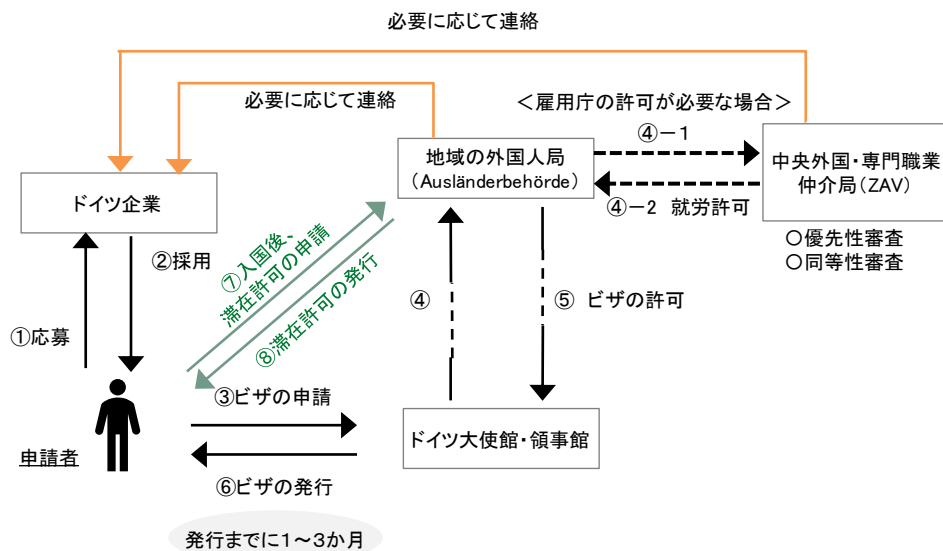 必要に応じて連絡
必要に応じて連絡
＜雇用庁の許可が必要な場合＞
④－1
地域の外国人局
（Ausländerbehörde）
中央外国・専門職業
仲介局（ZAV）
④－2 就労許可
ドイツ企業
○優先性審査
○同等性審査
②採用
⑦入国後、
滞在許可の申請
⑧滞在許可の発行
④
⑤ ビザの許可
①応募
③ビザの申請
ドイツ大使館・領事館
申請者
⑥ビザの発行
発行までに1～3か月